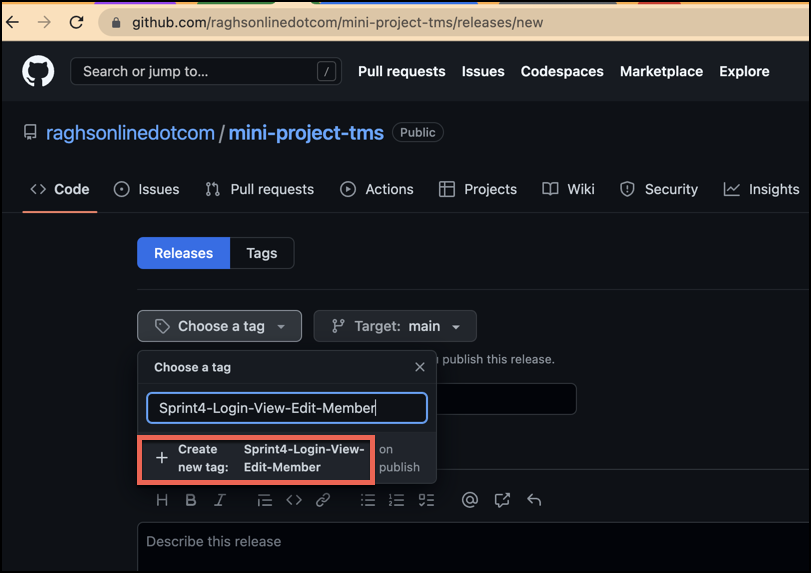 github.com/raghsonlinedotcom/mini-project-tms/releases/new
Search or jump to... / Pull requests Issues Codespaces Marketplace Explore
raghsonlinedotcom / mini-project-tms Public
Code Issues Pull requests Actions Projects Wiki Security Insights
Releases Tags
Choose a tag Target: main
publish this release.
Choose a tag
Sprint4-Login-View-Edit-Member
Create Sprint4-Login-View- on
new tag: Edit-Member publish
H B I
Describe this release